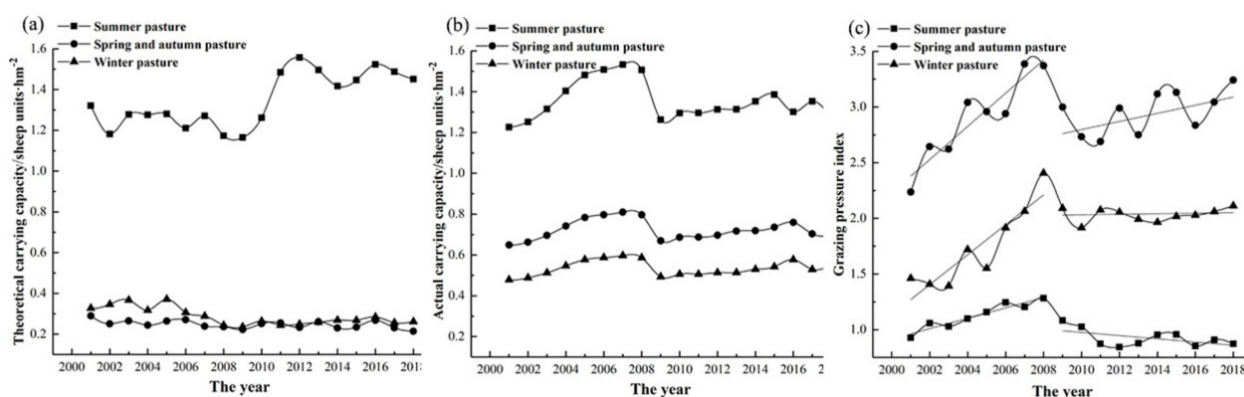 (a)
Summer pasture
Spring and autumn pasture
Winter pasture
Theoretical carrying capacity/sheep units·hm-2
1.6
1.4
1.2
1.0
0.8
0.6
0.4
0.2
2000 2002 2004 2006 2008 2010 2012 2014 2016 2018
The year
(b)
Summer pasture
Spring and autumn pasture
Winter pasture
Actual carrying capacity/sheep units·hm-2
1.6
1.4
1.2
1.0
0.8
0.6
0.4
0.2
2000 2002 2004 2006 2008 2010 2012 2014 2016
The year
(c)
Summer pasture
Spring and autumn pasture
Winter pasture
Grazing pressure index
3.5
3.0
2.5
2.0
1.5
1.0
2000 2002 2004 2006 2008 2010 2012 2014 2016 2018
The year